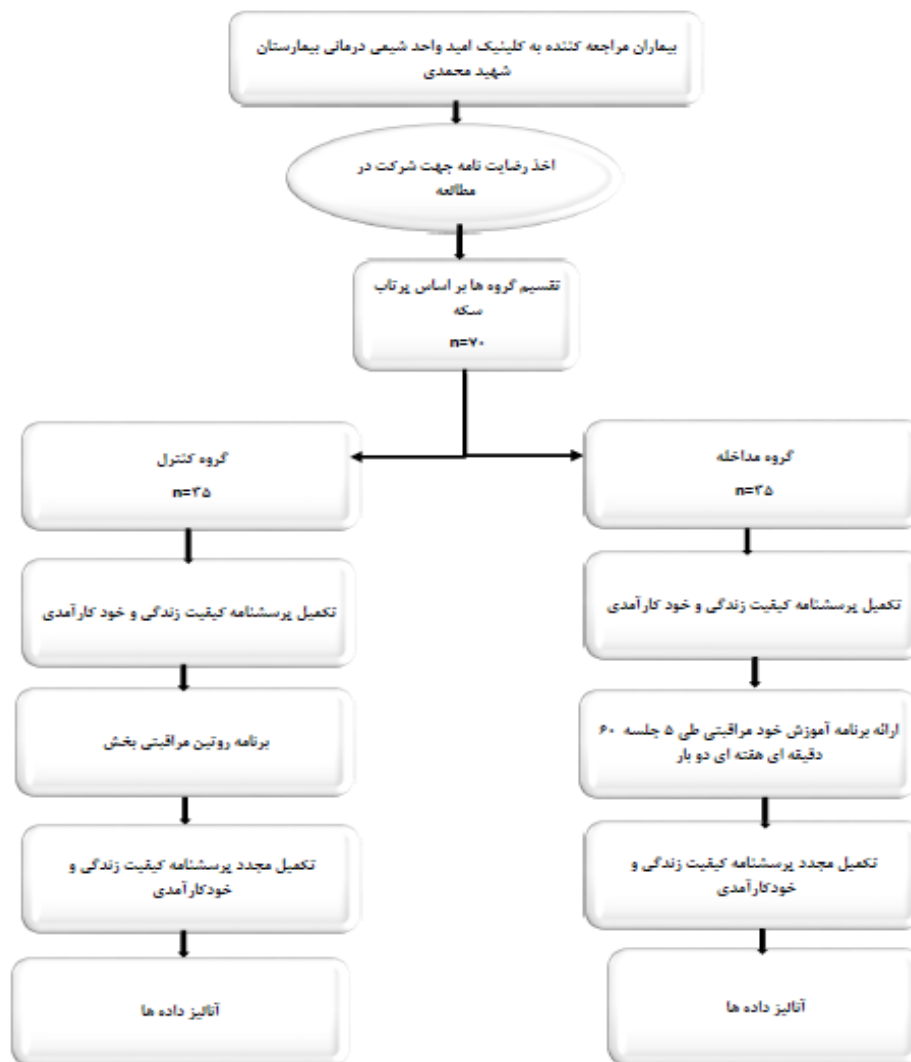 بیماران مراجعه کننده به کلینیک امید واحد شیمی درمانی بیمارستان
شهید محمدی
اخذ رضایت نامه جهت شرکت در
مطالعه
تقسیم گروه ها بر اساس پرتاب
سکه
n=۷۰
گروه مداخله
n=۳۵
تکمیل پرسشنامه کیفیت زندگی و خود کارآمدی
ارائه برنامه آموزش خود مراقبتی طی ۵ جلسه ۶۰
دقیقه ای هفته ای دو بار
تکمیل مجدد پرسشنامه کیفیت زندگی و
خودکارآمدی
آنالیز داده ها
گروه کنترل
n=۳۵
تکمیل پرسشنامه کیفیت زندگی و خود کارآمدی
برنامه روتین مراقبتی بخش
تکمیل مجدد پرسشنامه کیفیت زندگی و
خودکارآمدی
آنالیز داده ها